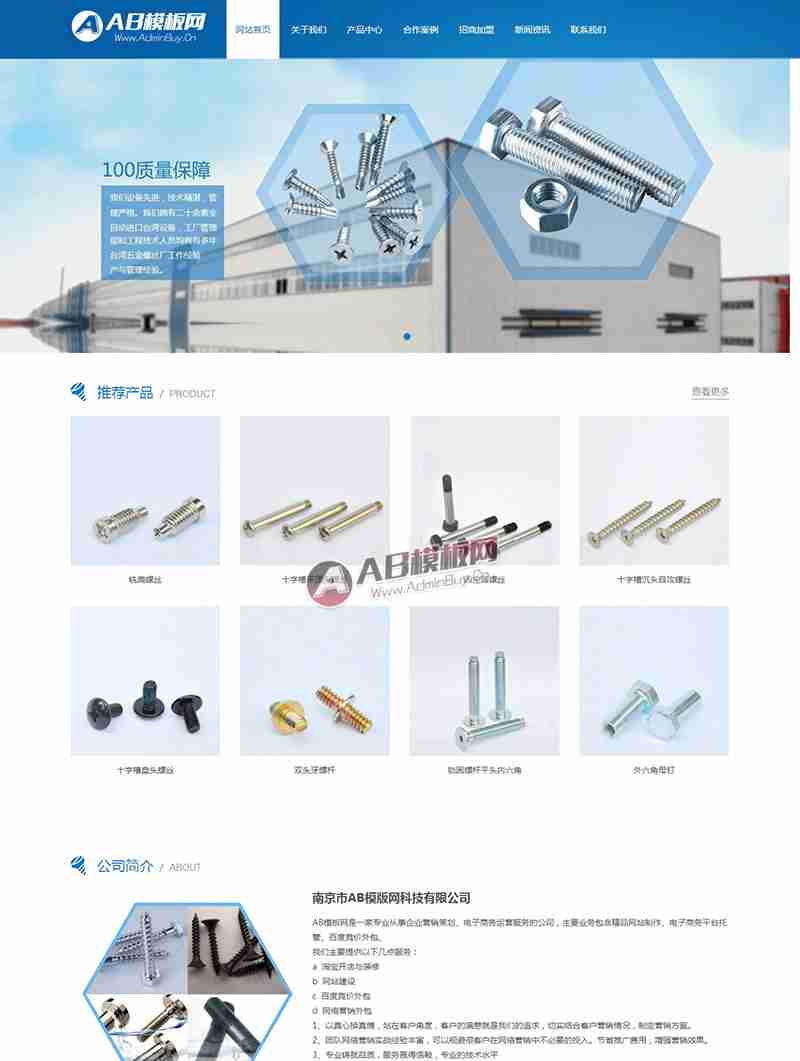 AB模板网
Www.AdminBuy.Cn
网站首页 关于我们 产品中心 合作案例 招商加盟 新闻资讯 联系我们
100质量保障
我们设备先进，技术精湛，管
理严格。我们拥有二十余套全
自动进口台湾设备，工厂管理
层和工程技术人员均拥有多年
台湾五金螺丝厂工作经验
产与管理经验。
推荐产品 / PRODUCT
查看更多
铣扁螺丝
十字槽
螺丝
十字槽沉头自攻螺丝
AB模板网
Www.AdminBuy.Cn
十字槽盘头螺丝
双头牙螺杆
轨困螺杆平头内六角
外六角母钉
公司简介 / ABOUT
南京市AB模版网科技有限公司
AB模板网是一家专业从事企业营销策划、电子商务运营服务的公司，主要业务包含精品网站制作、电子商务平台托
管、百度竞价外包。
我们主要提供以下几点服务：
a 淘宝开店与装修
b 网站建设
c 百度竞价外包
d 网络营销外包
1、以真心换真情，站在客户角度，客户的满意就是我们的追求，切实结合客户营销情况，制定营销方案。
2、团队网络营销实战经验丰富，可以规避很客户在网络营销中不必要的投入。节省推广费用，增强营销效果。
3、专业铸就品质，服务赢得信赖，专业的技术水平